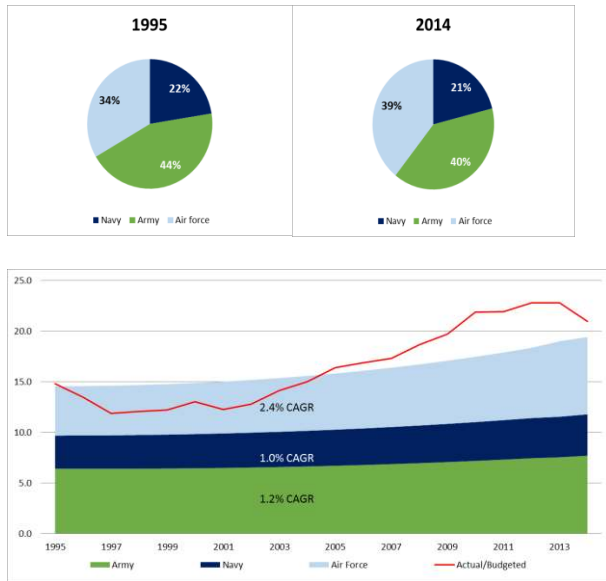 1995
34%
22%
44%
Navy Army Air force
2014
39%
21%
40%
Navy Army Air force
25.0
20.0
15.0
10.0
5.0
0.0
2.4% CAGR
1.0% CAGR
1.2% CAGR
1995 1997 1999 2001 2003 2005 2007 2009 2011 2013
Army Navy Air Force Actual/Budgeted